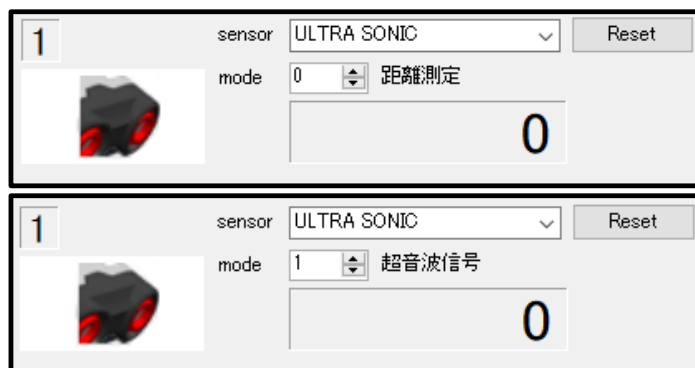 1 sensor ULTRA SONIC Reset
mode 0 距離測定
0
1 sensor ULTRA SONIC Reset
mode 1 超音波信号
0